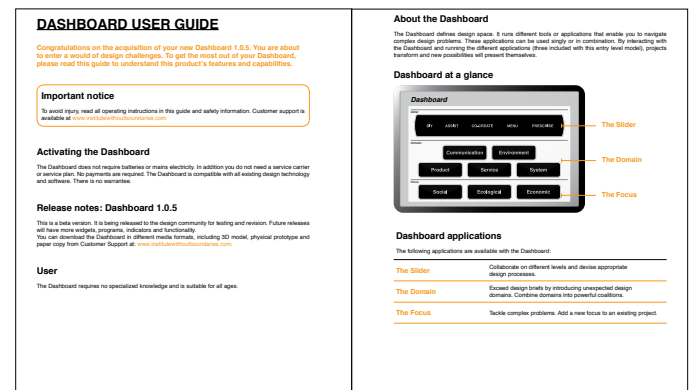 DASHBOARD USER GUIDE
Congratulations on the acquisition of your new Dashboard 1.0.5. You are about
to enter a would of design challenges. To get the most out of your Dashboard,
please read this guide to understand this product's features and capabilities.
Important notice
To avoid injury, read all operating instructions in this guide and safety information. Customer support is
available at www.institutewithoutboundaries.com
Activating the Dashboard
The Dashboard does not require batteries or mains electricity. In addition you do not need a service carrier
or service plan. No payments are required. The Dashboard is compatible with all existing design technology
and software. There is no warrantee.
Release notes: Dashboard 1.0.5
This is a beta version. It is being released to the design community for testing and revision. Future releases
will have more widgets, programs, indicators and functionality.
You can download the Dashboard in different media formats, including 3D model, physical prototype and
paper copy from Customer Support at: www.institutewithoutboundaries.com
User
The Dashboard requires no specialized knowledge and is suitable for all ages.
About the Dashboard
The Dashboard defines design space. It runs different tools or applications that enable you to navigate
complex design problems. These applications can be used singly or in combination. By interacting with
the Dashboard and running the different applications (three included with this entry level model), projects
transform and new possibilities will present themselves.
Dashboard at a glance
Dashboard
DIY ASSIST CO-CREATE MENU PRESCRIBE
The Slider
Communication Environment
The Domain
Product Service System
Social Ecological Economic
The Focus
Dashboard applications
The following applications are available with the Dashboard:
The Slider
Collaborate on different levels and devise appropriate
design processes.
The Domain
Exceed design briefs by introducing unexpected design
domains. Combine domains into powerful coalitions.
The Focus
Tackle complex problems. Add a new focus to an existing project.